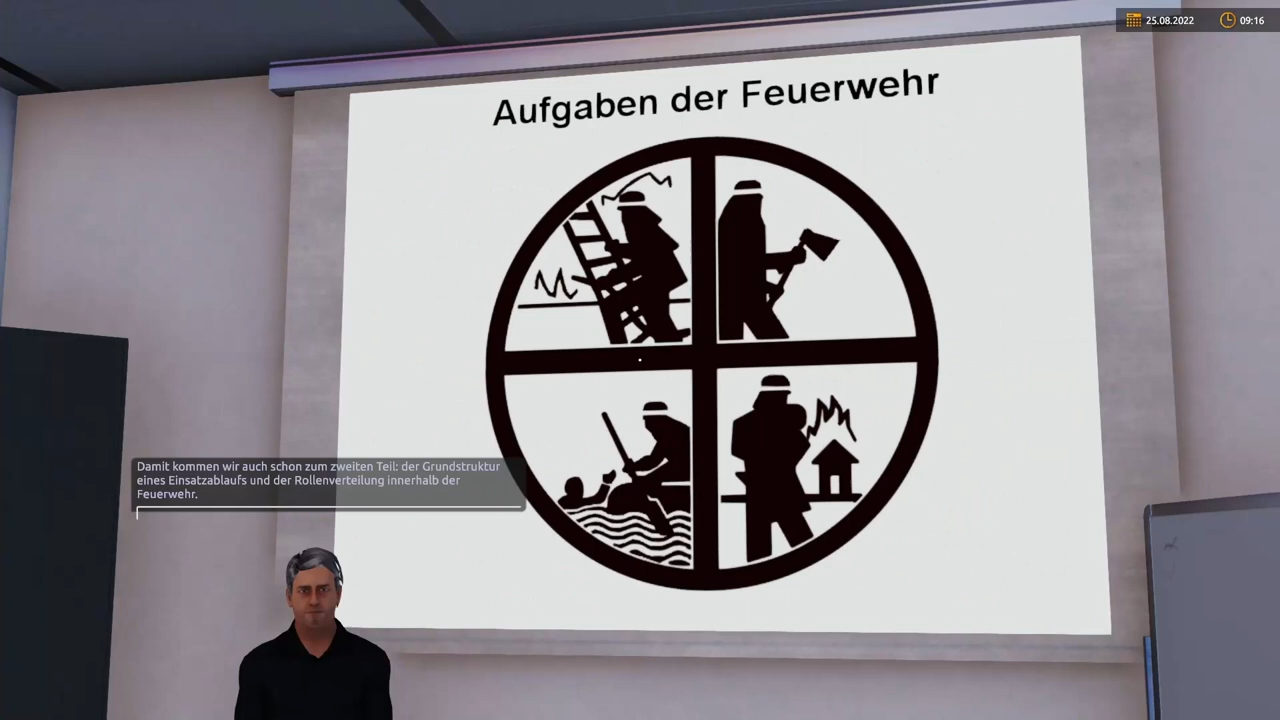 25.08.2022
09:16
Aufgaben der Feuerwehr
Damit kommen wir auch schon zum zweiten Teil: der Grundstruktur
eines Einsatzablaufs und der Rollenverteilung innerhalb der
Feuerwehr.